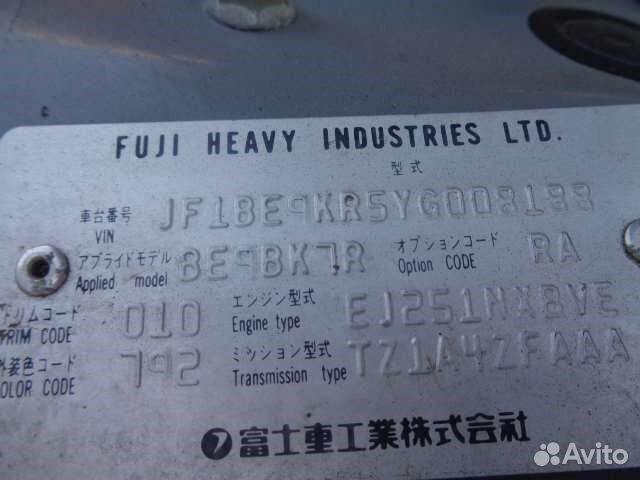 FUJI HEAVY INDUSTRIES LTD.
型式
車台番号 VIN JF1BE9KR5YG008188
アプライドモデル Applied model BE9BK7R オプションコード Option CODE RA
トリムコード TRIM CODE 010 エンジン型式 Engine type EJ251NXBVE
外装色コード COLOR CODE 792 ミッション型式 Transmission type TZ1A4ZFAAA
富士重工業株式会社
Avito